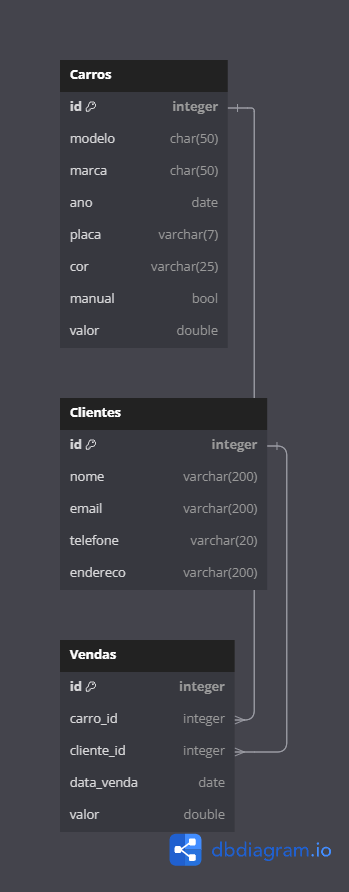 Carros
id integer
modelo char(50)
marca char(50)
ano date
placa varchar(7)
cor varchar(25)
manual bool
valor double
Clientes
id integer
nome varchar(200)
email varchar(200)
telefone varchar(20)
endereco varchar(200)
Vendas
id integer
carro_id integer
cliente_id integer
data_venda date
valor double
dbdiagram.io